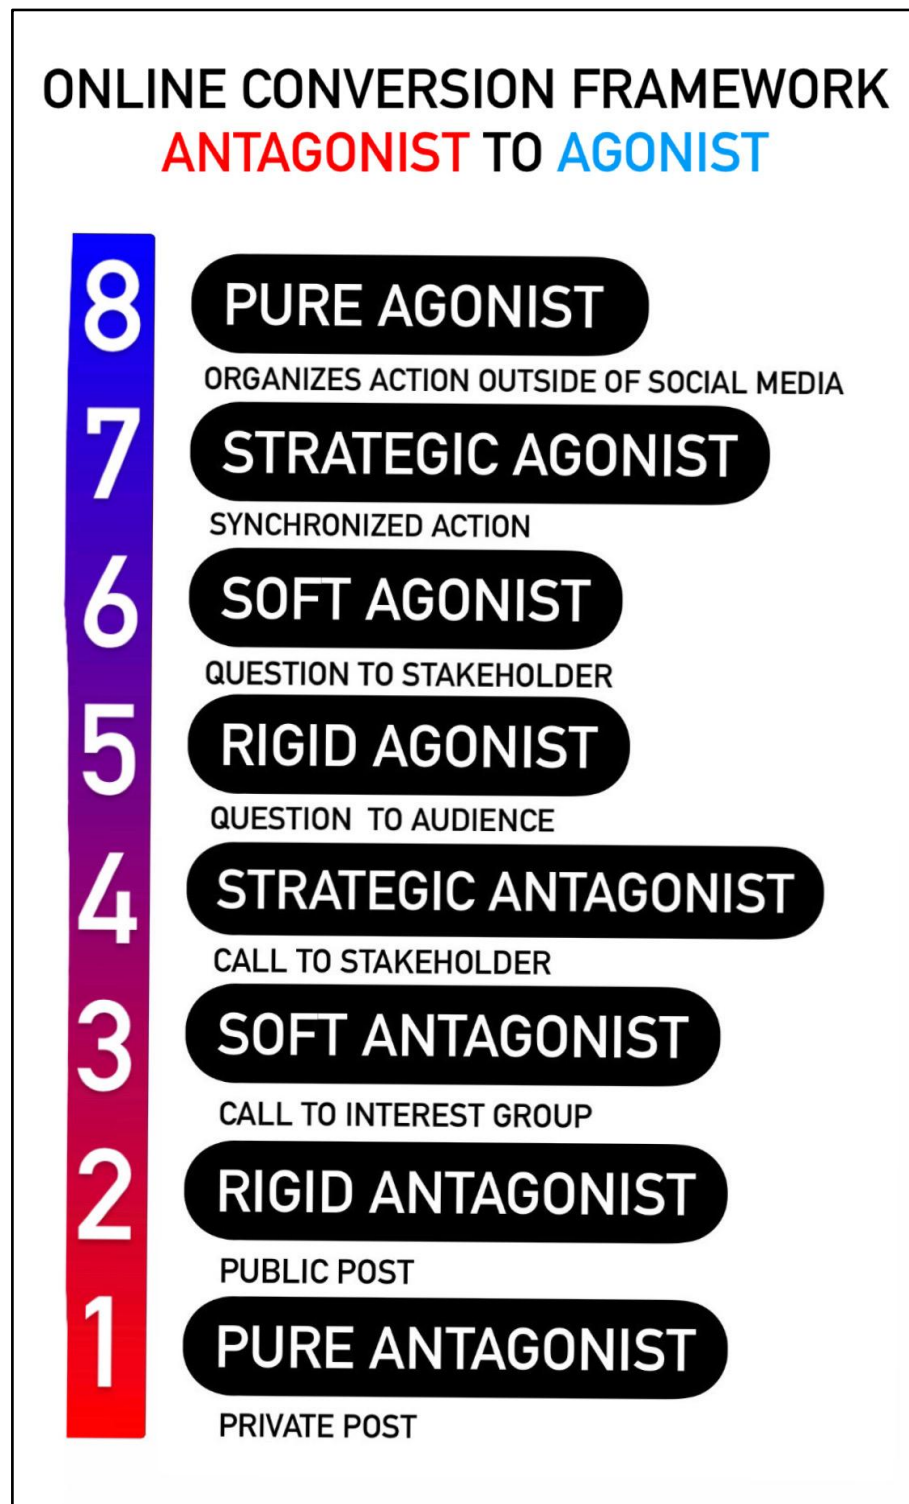 ONLINE CONVERSION FRAMEWORK
ANTAGONIST TO AGONIST
8
PURE AGONIST
ORGANIZES ACTION OUTSIDE OF SOCIAL MEDIA
7
STRATEGIC AGONIST
SYNCHRONIZED ACTION
6
SOFT AGONIST
QUESTION TO STAKEHOLDER
5
RIGID AGONIST
QUESTION TO AUDIENCE
4
STRATEGIC ANTAGONIST
CALL TO STAKEHOLDER
3
SOFT ANTAGONIST
CALL TO INTEREST GROUP
2
RIGID ANTAGONIST
PUBLIC POST
1
PURE ANTAGONIST
PRIVATE POST